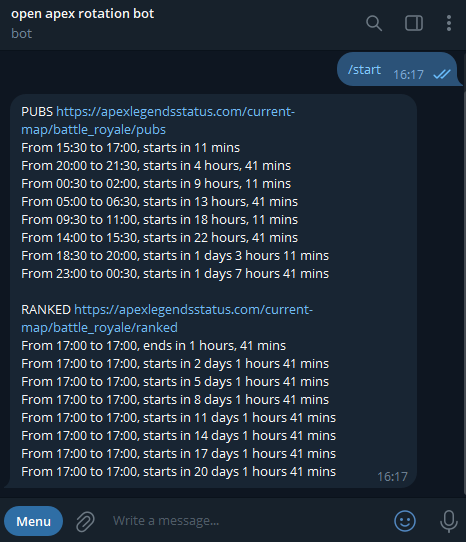 open apex rotation bot
bot
/start 16:17
PUBS https://apexlegendsstatus.com/current-
map/battle_royale/pubs
From 15:30 to 17:00, starts in 11 mins
From 20:00 to 21:30, starts in 4 hours, 41 mins
From 00:30 to 02:00, starts in 9 hours, 11 mins
From 05:00 to 06:30, starts in 13 hours, 41 mins
From 09:30 to 11:00, starts in 18 hours, 11 mins
From 14:00 to 15:30, starts in 22 hours, 41 mins
From 18:30 to 20:00, starts in 1 days 3 hours 11 mins
From 23:00 to 00:30, starts in 1 days 7 hours 41 mins
RANKED https://apexlegendsstatus.com/current-
map/battle_royale/ranked
From 17:00 to 17:00, ends in 1 hours, 41 mins
From 17:00 to 17:00, starts in 2 days 1 hours 41 mins
From 17:00 to 17:00, starts in 5 days 1 hours 41 mins
From 17:00 to 17:00, starts in 8 days 1 hours 41 mins
From 17:00 to 17:00, starts in 11 days 1 hours 41 mins
From 17:00 to 17:00, starts in 14 days 1 hours 41 mins
From 17:00 to 17:00, starts in 17 days 1 hours 41 mins
From 17:00 to 17:00, starts in 20 days 1 hours 41 mins
16:17
Menu
Write a message...